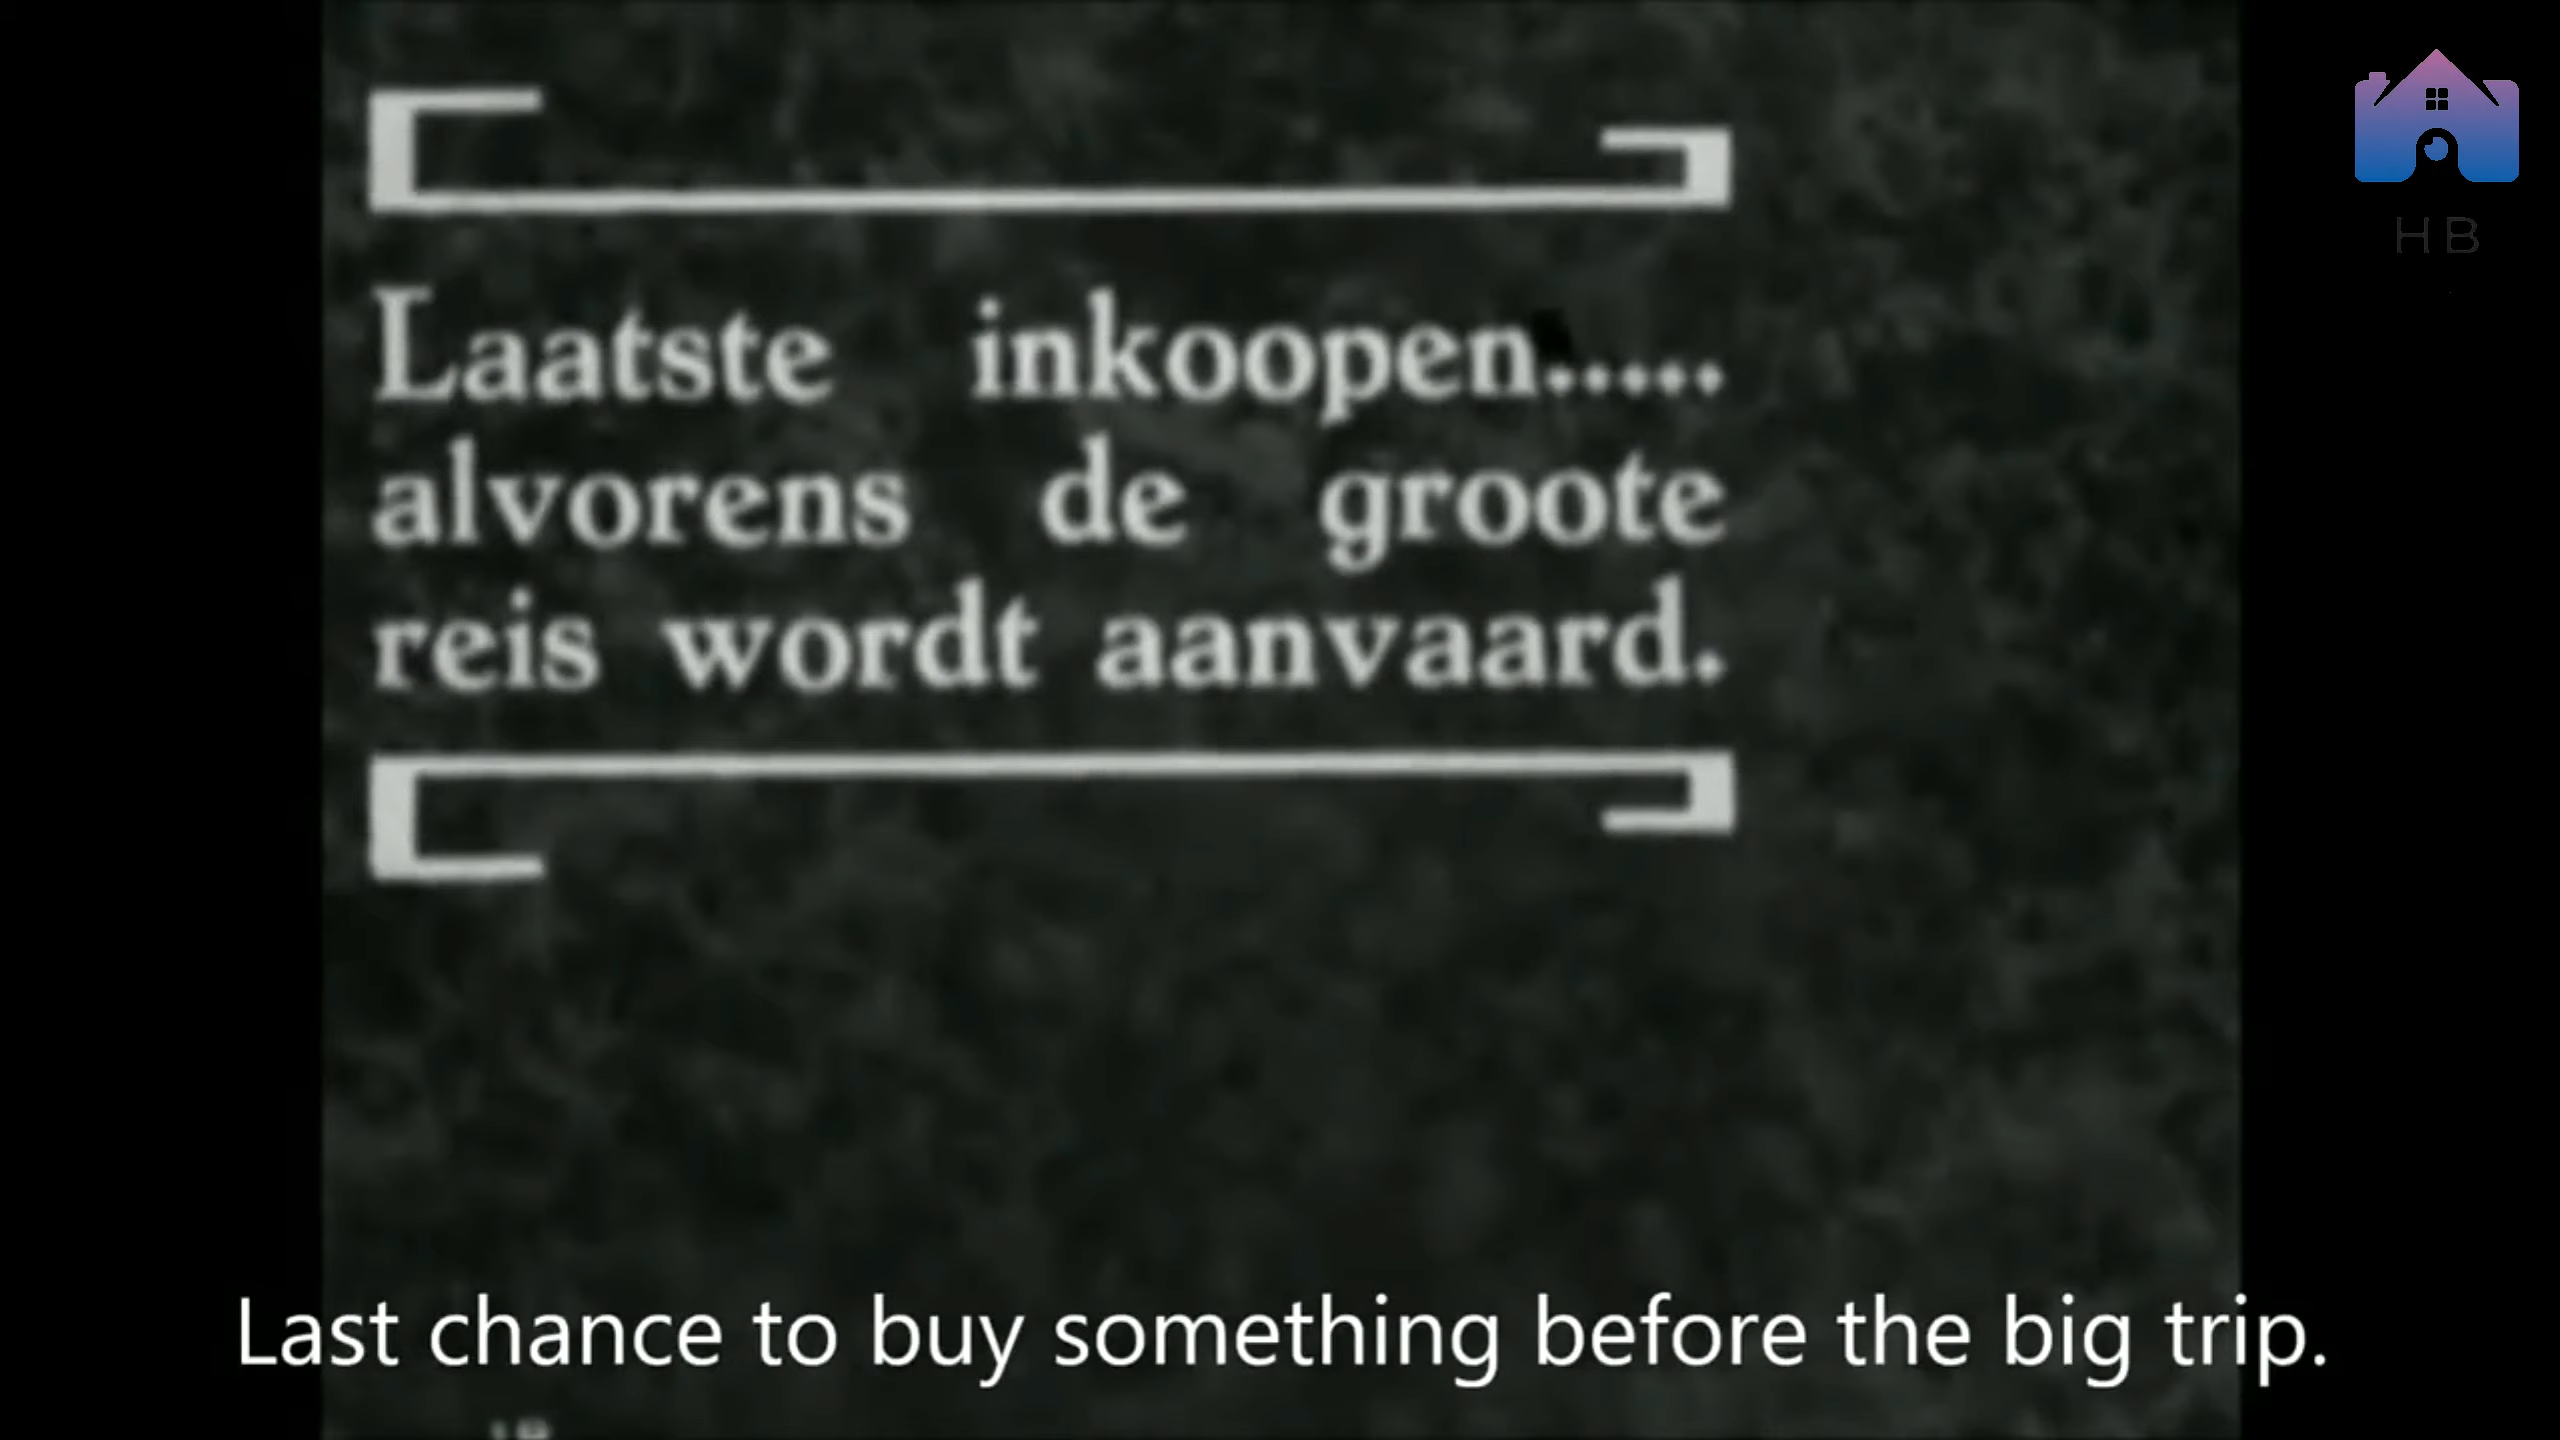 HB
Laatste inkoopen.....
alvorens de groote
reis wordt aanvaard.
Last chance to buy something before the big trip.